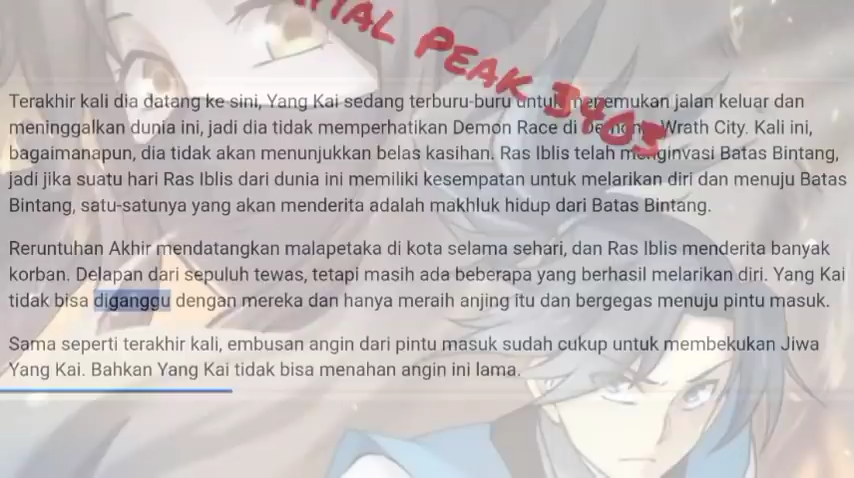 TIAL PEAK 3403
Terakhir kali dia datang ke sini, Yang Kai sedang terburu-buru untuk menemukan jalan keluar dan
meninggalkan dunia ini, jadi dia tidak memperhatikan Demon Race di Demon's Wrath City. Kali ini,
bagaimanapun, dia tidak akan menunjukkan belas kasihan. Ras Iblis telah menginvasi Batas Bintang,
jadi jika suatu hari Ras Iblis dari dunia ini memiliki kesempatan untuk melarikan diri dan menuju Batas
Bintang, satu-satunya yang akan menderita adalah makhluk hidup dari Batas Bintang.
Reruntuhan Akhir mendatangkan malapetaka di kota selama sehari, dan Ras Iblis menderita banyak
korban. Delapan dari sepuluh tewas, tetapi masih ada beberapa yang berhasil melarikan diri. Yang Kai
tidak bisa diganggu dengan mereka dan hanya meraih anjing itu dan bergegas menuju pintu masuk.
Sama seperti terakhir kali, embusan angin dari pintu masuk sudah cukup untuk membekukan Jiwa
Yang Kai. Bahkan Yang Kai tidak bisa menahan angin ini lama.